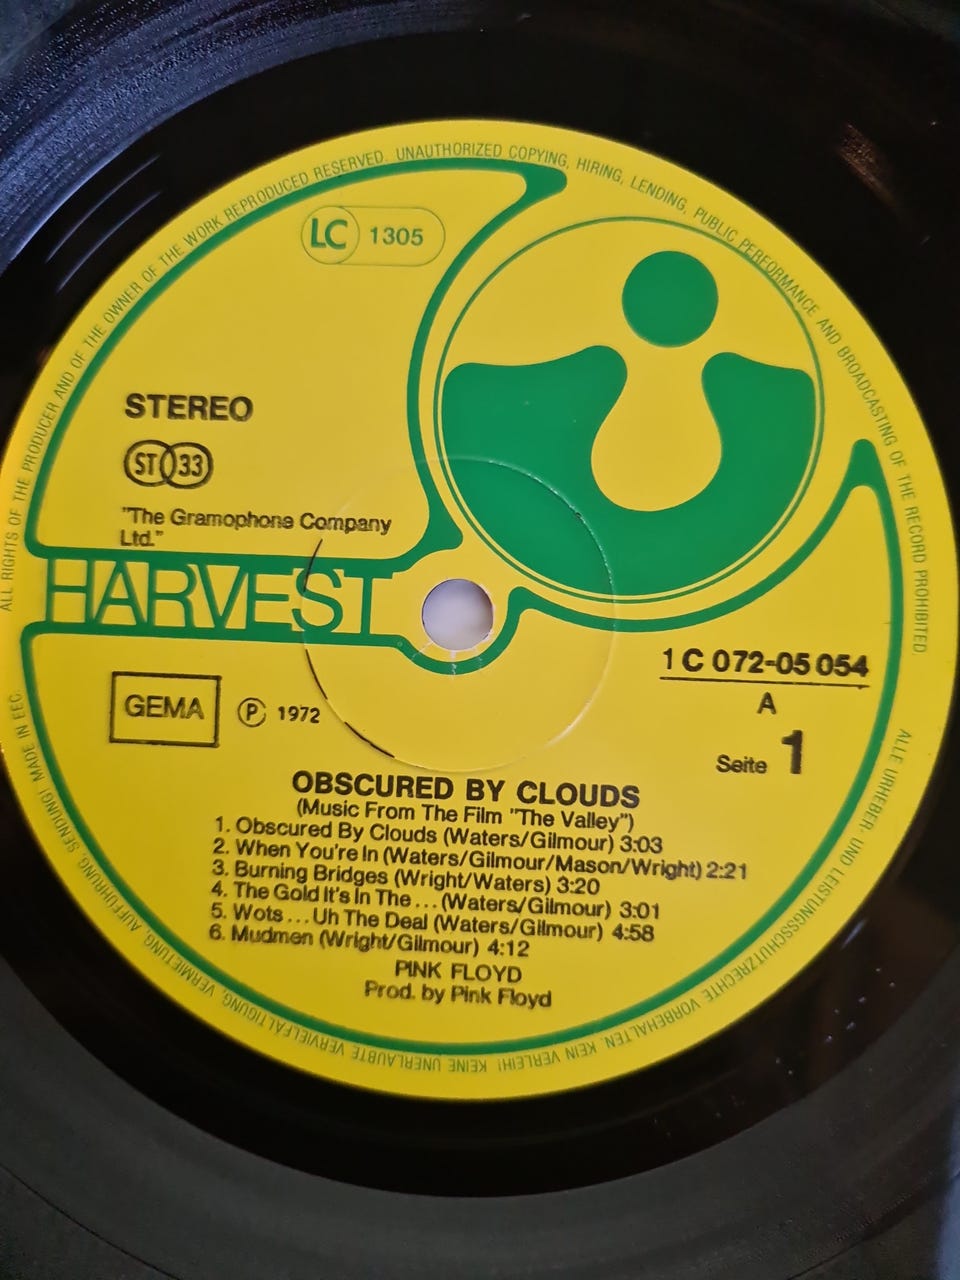 ALL RIGHTS OF THE PRODUCER AND OF THE OWNER OF THE WORK REPRODUCED RESERVED. UNAUTHORIZED COPYING, HIRING, LENDING, PUBLIC PERFORMANCE AND BROADCASTING OF THE RECORD PROHIBITED.
LC 1305
STEREO
ST 33
"The Gramophone Company
Ltd."
HARVEST
1 C 072-05 054
A
Seite 1
GEMA
P 1972
OBSCURED BY CLOUDS
(Music From The Film "The Valley")
1. Obscured By Clouds (Waters/Gilmour) 3:03
2. When You're In (Waters/Gilmour/Mason/Wright) 2:21
3. Burning Bridges (Wright/Waters) 3:20
4. The Gold It's In The ... (Waters/Gilmour) 3:01
5. Wots ... Uh The Deal (Waters/Gilmour) 4:58
6. Mudmen (Wright/Gilmour) 4:12
PINK FLOYD
Prod. by Pink Floyd
ALLE URHEBER- UND LEISTUNGSSCHUTZRECHTE VORBEHALTEN. KEIN VERLEIH! KEINE UNERLAUBTE VERVIELFÄLTIGUNG, VERMIETUNG, AUFFÜHRUNG, SENDUNG! MADE IN EEC.